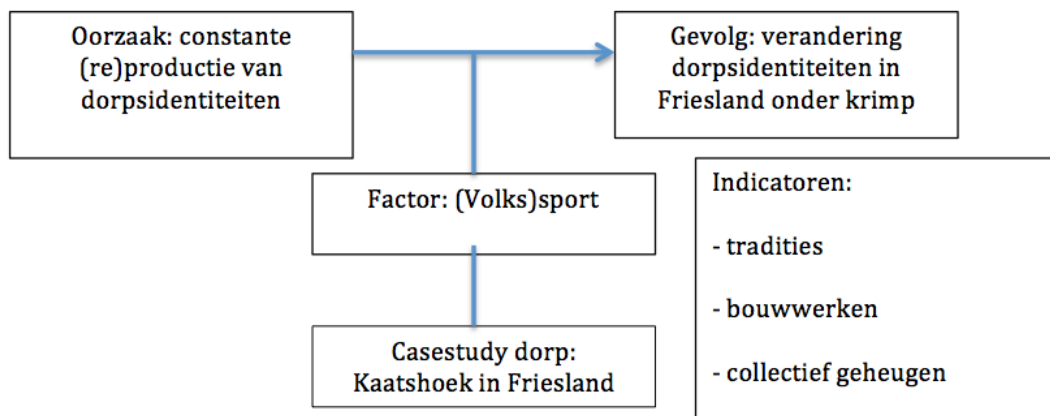 Oorzaak: constante
(re)productie van
dorpsidentiteiten
Gevolg: verandering
dorpsidentiteiten in
Friesland onder krimp
Factor: (Volks)sport
Indicatoren:
- tradities
- bouwwerken
- collectief geheugen
Casestudy dorp:
Kaatshoek in Friesland